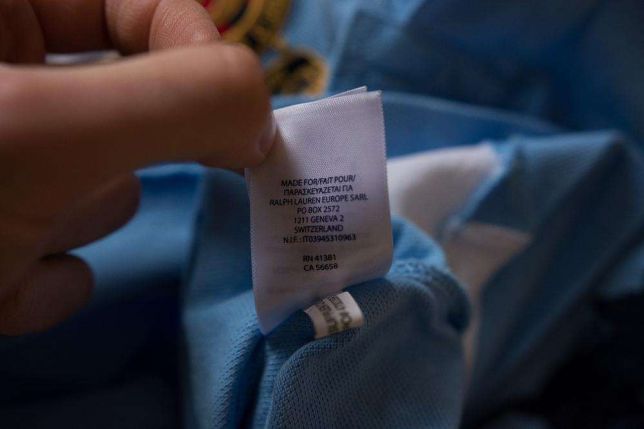 MADE FOR/FAIT POUR/
ΠΑΡΑΣΚΕΥΑΖΕΤΑΙ ΓΙΑ
RALPH LAUREN EUROPE SARL
PO BOX 2572
1211 GENEVA 2
SWITZERLAND
N.I.F. : IT03945310963
RN 41381
CA 56656